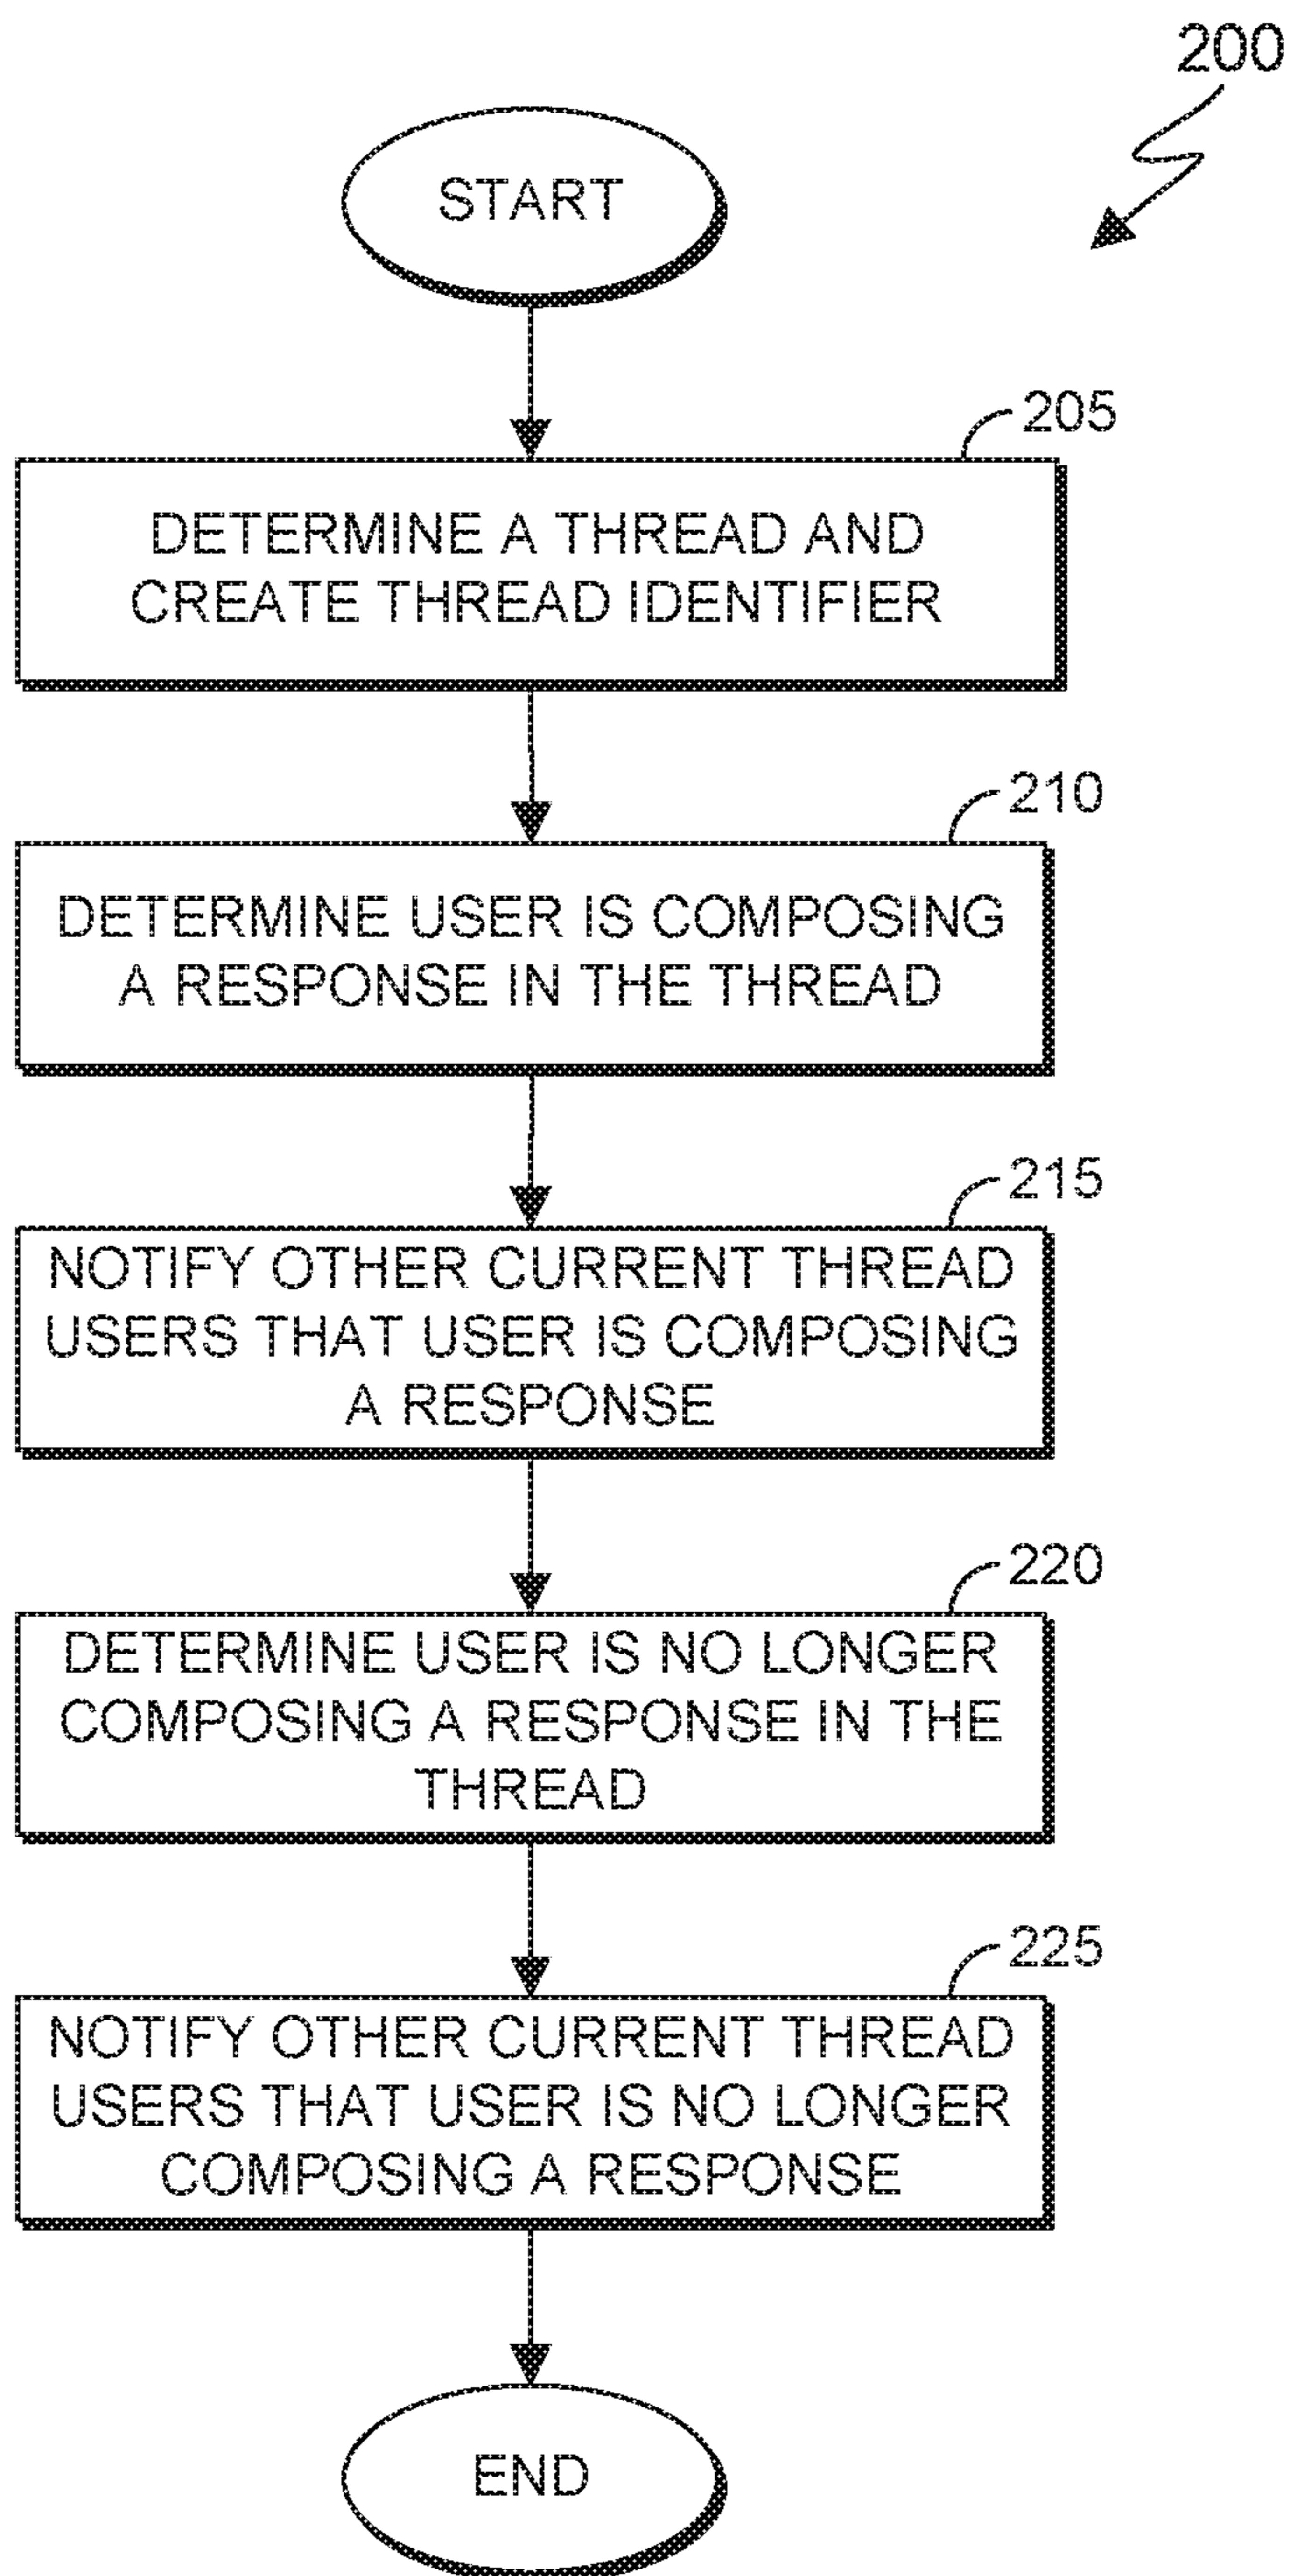 200
START
205
DETERMINE A THREAD AND
CREATE THREAD IDENTIFIER
210
DETERMINE USER IS COMPOSING
A RESPONSE IN THE THREAD
215
NOTIFY OTHER CURRENT THREAD
USERS THAT USER IS COMPOSING
A RESPONSE
220
DETERMINE USER IS NO LONGER
COMPOSING A RESPONSE IN THE
THREAD
225
NOTIFY OTHER CURRENT THREAD
USERS THAT USER IS NO LONGER
COMPOSING A RESPONSE
END